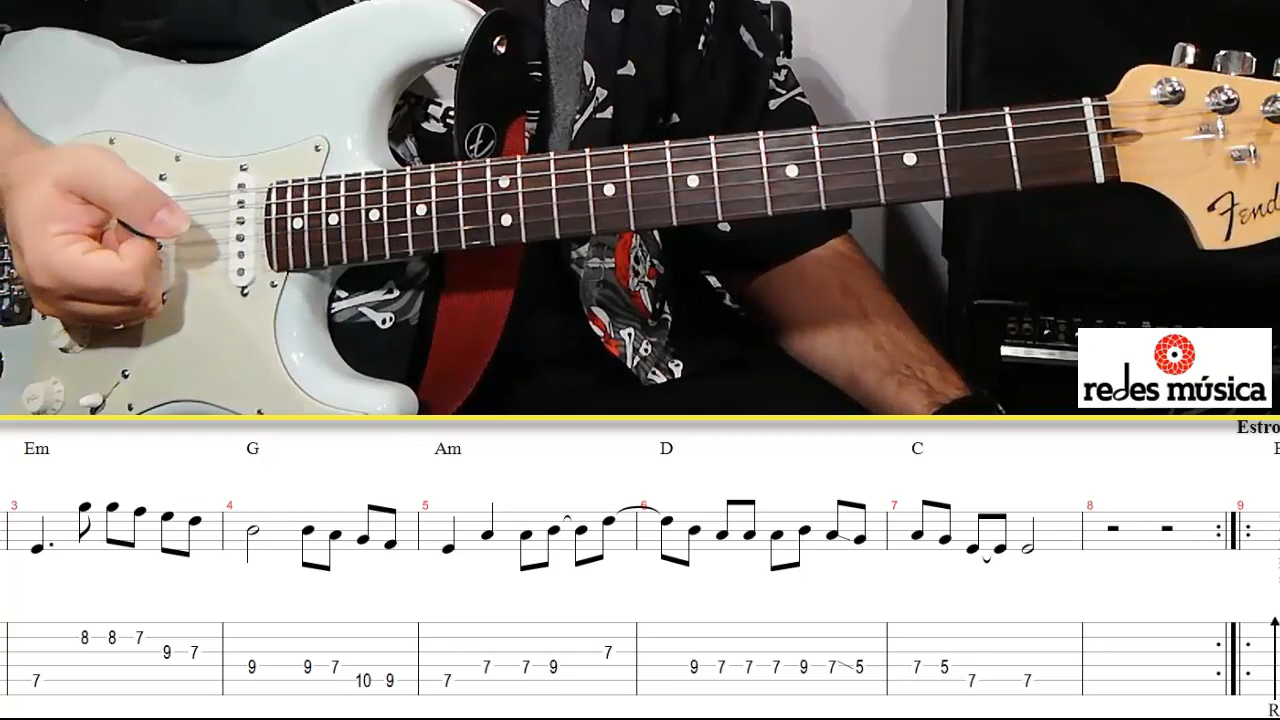 Fend
redes música
Estro
Em G Am D C E
3 4 5 6 7 8 9
8 8 7 7
9 7 9 9 7 7 7 9 9 7 7 7 9 7 5 7 5
7 10 9 7 7 7
R